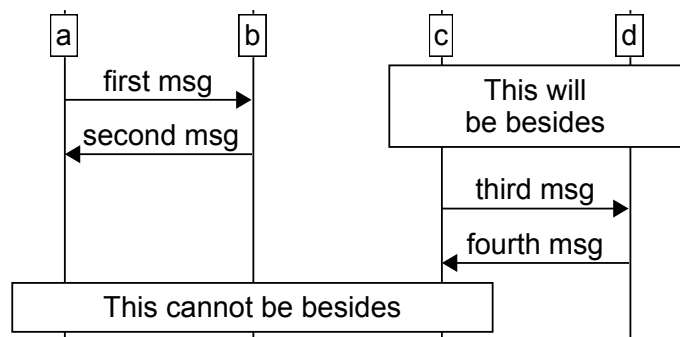 a b c d
first msg
This will
be besides
second msg
third msg
fourth msg
This cannot be besides